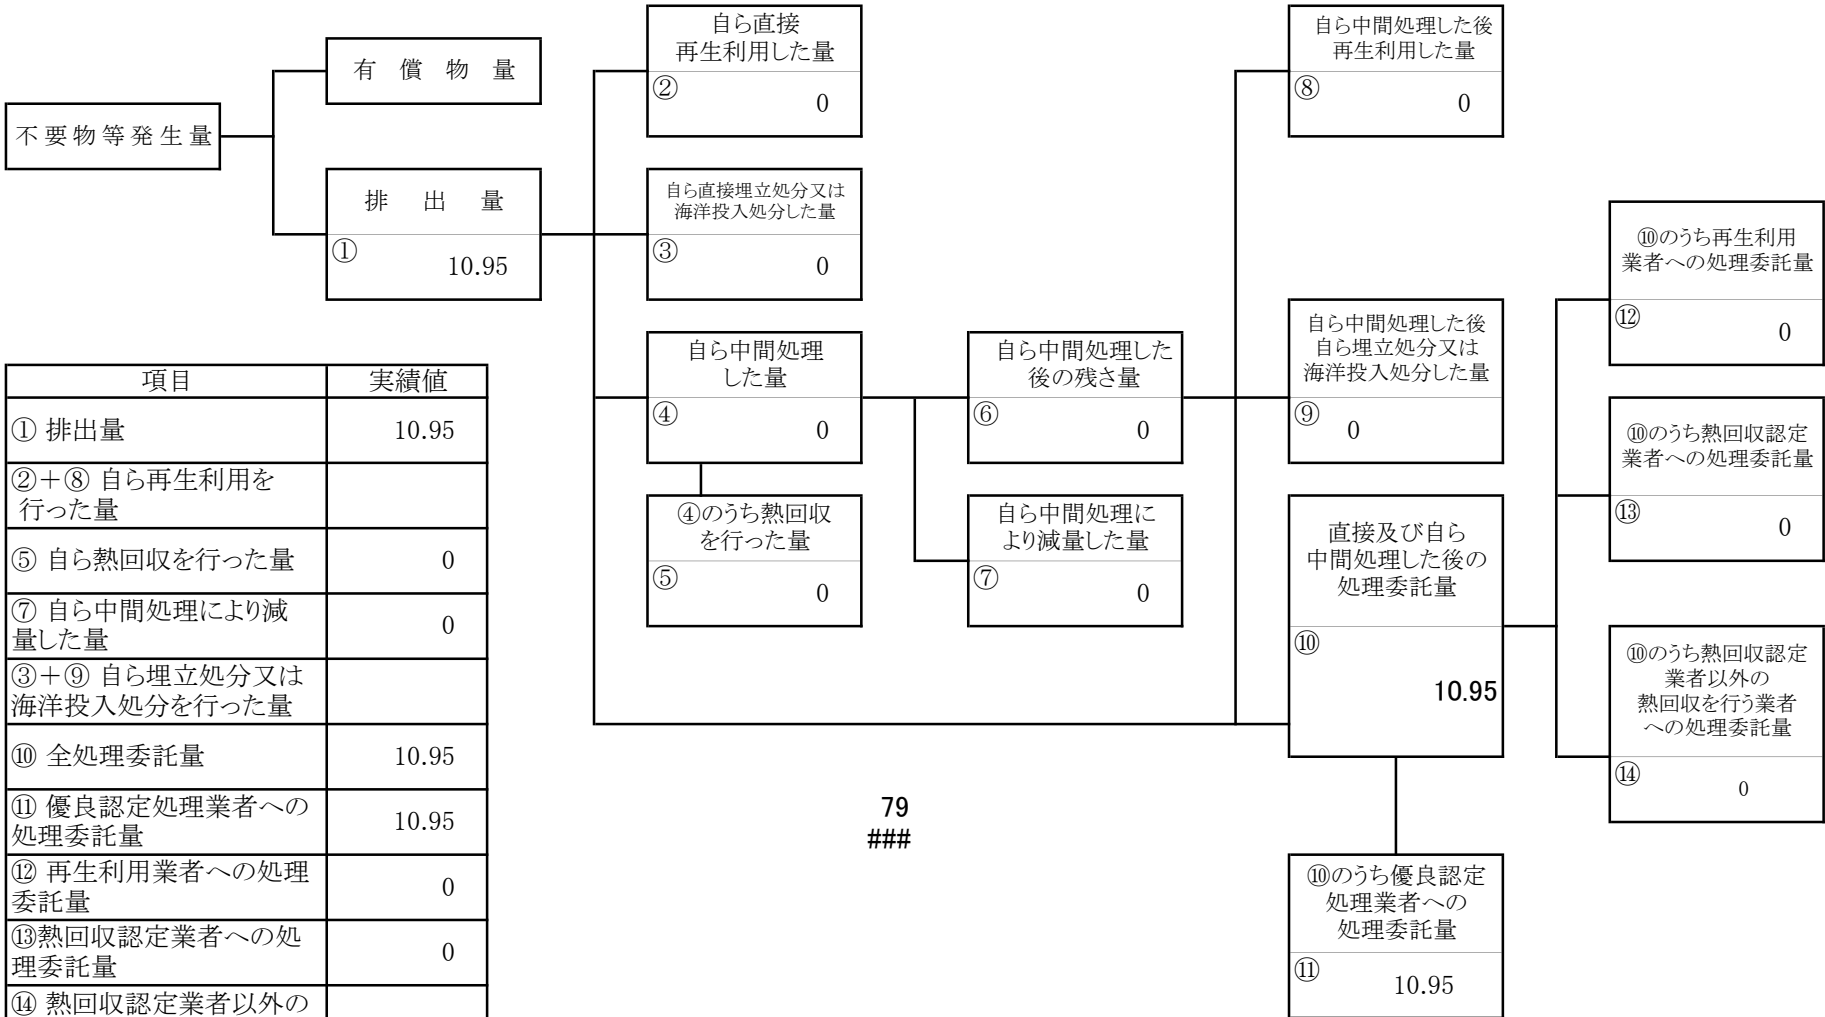 自ら直接
再生利用した量
②
0
自ら中間処理した後
再生利用した量
⑧
0
有 償 物 量
不要物等発生量
排 出 量
①
10.95
自ら直接埋立処分又は
海洋投入処分した量
③
0
⑩のうち再生利用
業者への処理委託量
⑫
0
自ら中間処理
した量
④
0
自ら中間処理した
後の残さ量
⑥
0
自ら中間処理した後
自ら埋立処分又は
海洋投入処分した量
⑨
0
⑩のうち熱回収認定
業者への処理委託量
⑬
0
④のうち熱回収
を行った量
⑤
0
自ら中間処理に
より減量した量
⑦
0
直接及び自ら
中間処理した後の
処理委託量
⑩
10.95
⑩のうち熱回収認定
業者以外の
熱回収を行う業者
への処理委託量
⑭
0
⑩のうち優良認定
処理業者への
処理委託量
⑪
10.95
79
###
項目 実績値
① 排出量 10.95
②+⑧ 自ら再生利用を
行った量
⑤ 自ら熱回収を行った量 0
⑦ 自ら中間処理により減
量した量 0
③+⑨ 自ら埋立処分又は
海洋投入処分を行った量
⑩ 全処理委託量 10.95
⑪ 優良認定処理業者への
処理委託量 10.95
⑫ 再生利用業者への処理
委託量 0
⑬熱回収認定業者への処
理委託量 0
⑭ 熱回収認定業者以外の